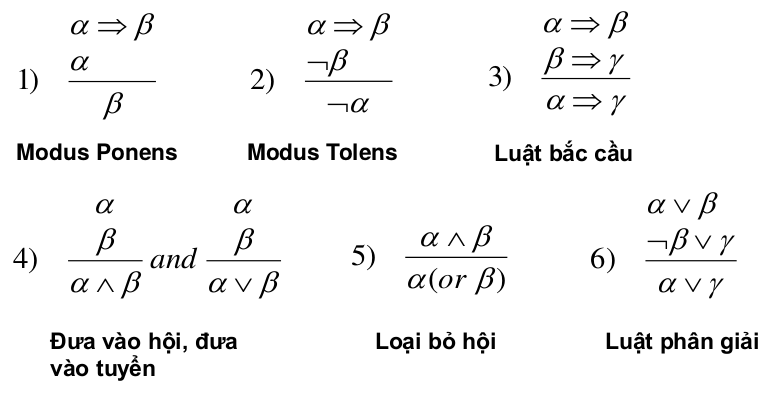 1) α ⇒ β
α
β
Modus Ponens
2) α ⇒ β
¬β
¬α
Modus Tolens
3) α ⇒ β
β ⇒ γ
α ⇒ γ
Luật bắc cầu
4) α
β
α ∧ β
and
α
β
α ∨ β
Đưa vào hội, đưa
vào tuyển
5) α ∧ β
α(or β)
Loại bỏ hội
6) α ∨ β
¬β ∨ γ
α ∨ γ
Luật phân giải